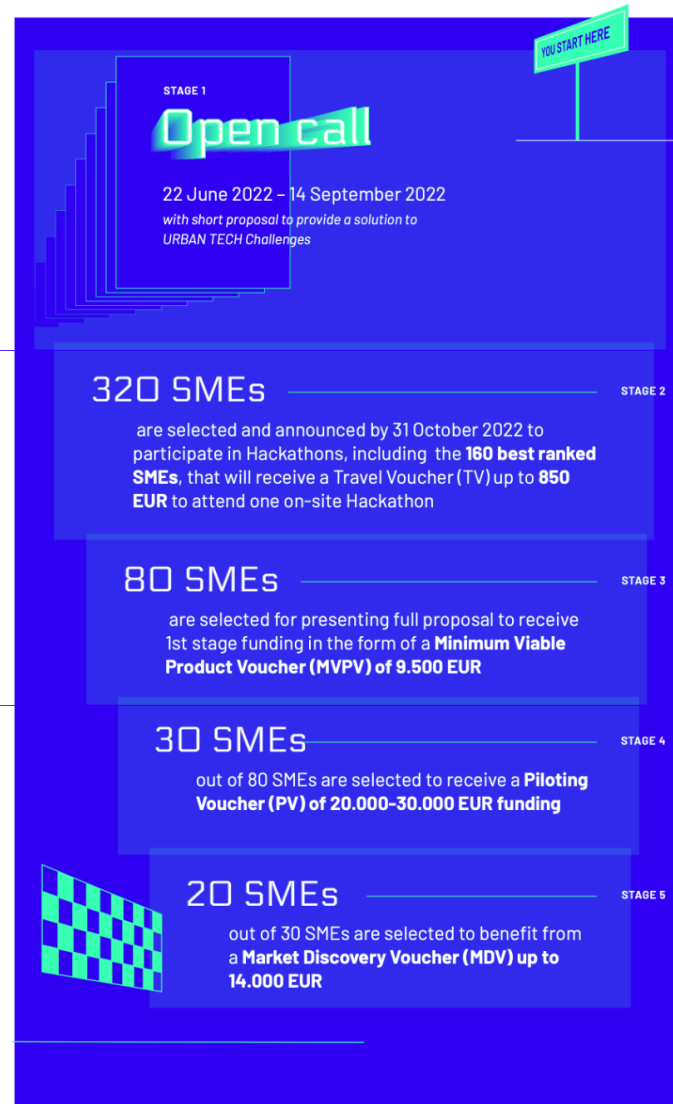 YOU START HERE
STAGE 1
Open call
22 June 2022 – 14 September 2022
with short proposal to provide a solution to
URBAN TECH Challenges
320 SMEs
STAGE 2
are selected and announced by 31 October 2022 to
participate in Hackathons, including the 160 best ranked
SMEs, that will receive a Travel Voucher (TV) up to 850
EUR to attend one on-site Hackathon
80 SMEs
STAGE 3
are selected for presenting full proposal to receive
1st stage funding in the form of a Minimum Viable
Product Voucher (MVPV) of 9.500 EUR
30 SMEs
STAGE 4
out of 80 SMEs are selected to receive a Piloting
Voucher (PV) of 20.000-30.000 EUR funding
20 SMEs
STAGE 5
out of 30 SMEs are selected to benefit from
a Market Discovery Voucher (MDV) up to
14.000 EUR